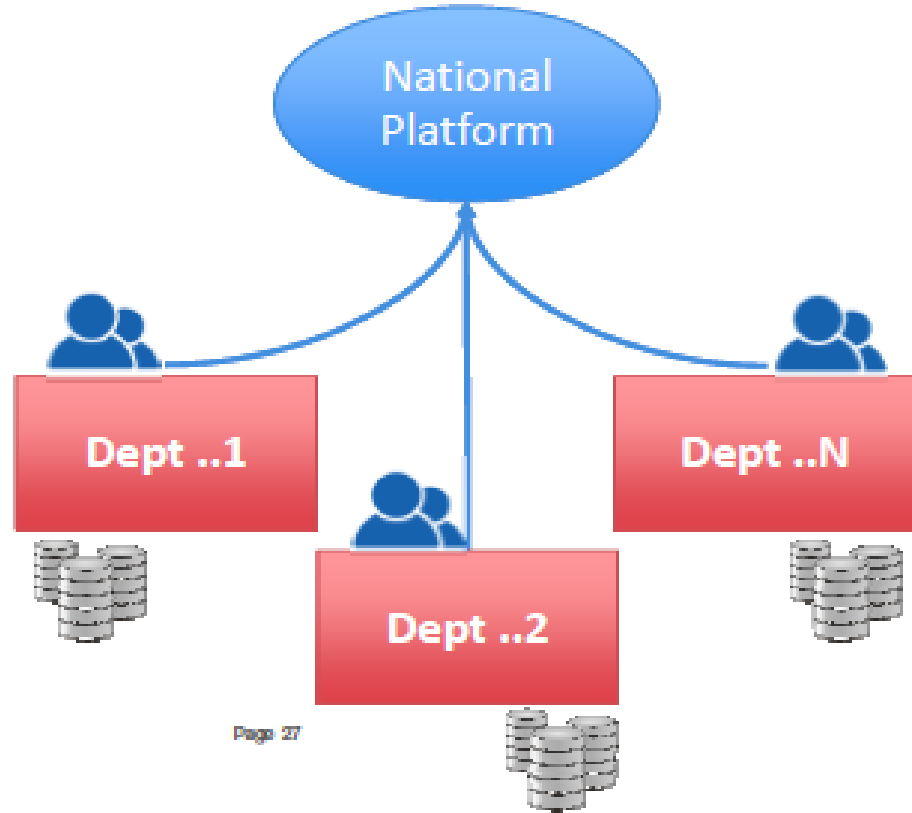 National
Platform
Dept ..1
Dept ..N
Dept ..2
Page 27